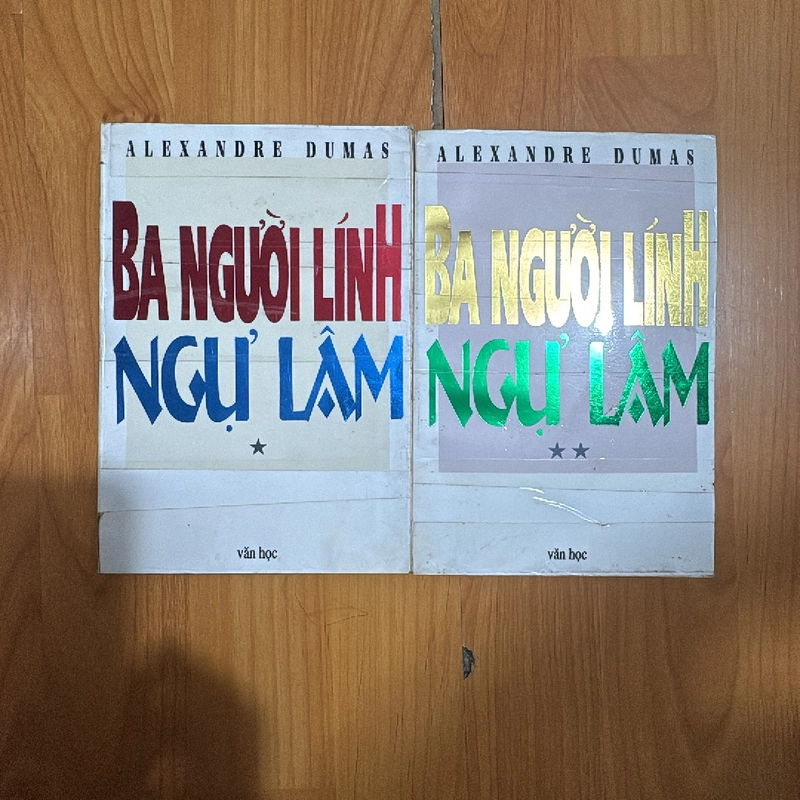 ALEXANDRE DUMAS
BA NGƯỜI LÍNH
NGỰ LÂM
★
văn học
ALEXANDRE DUMAS
BA NGƯỜI LÍNH
NGỰ LÂM
★★
văn học